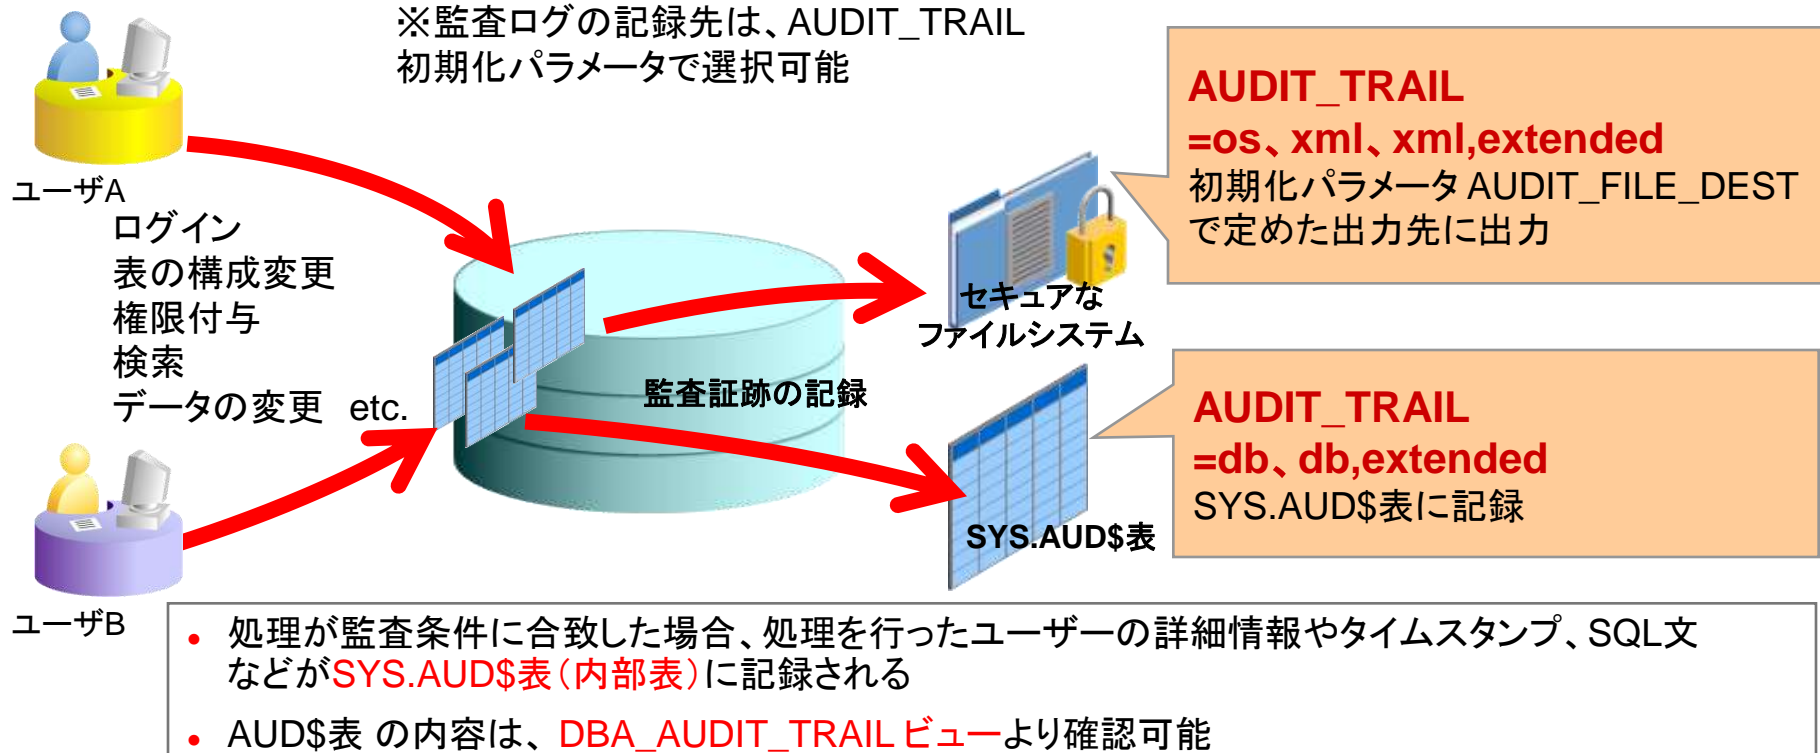 ※監査ログの記録先は、AUDIT_TRAIL
初期化パラメータで選択可能
ユーザA
ログイン
表の構成変更
権限付与
検索
データの変更 etc.
ユーザB
監査証跡の記録
セキュアな
ファイルシステム
SYS.AUD$表
AUDIT_TRAIL
=os、xml、xml,extended
初期化パラメータ AUDIT_FILE_DEST
で定めた出力先に出力
AUDIT_TRAIL
=db、db,extended
SYS.AUD$表に記録
• 処理が監査条件に合致した場合、処理を行ったユーザーの詳細情報やタイムスタンプ、SQL文
などがSYS.AUD$表（内部表）に記録される
• AUD$表 の内容は、DBA_AUDIT_TRAIL ビューより確認可能